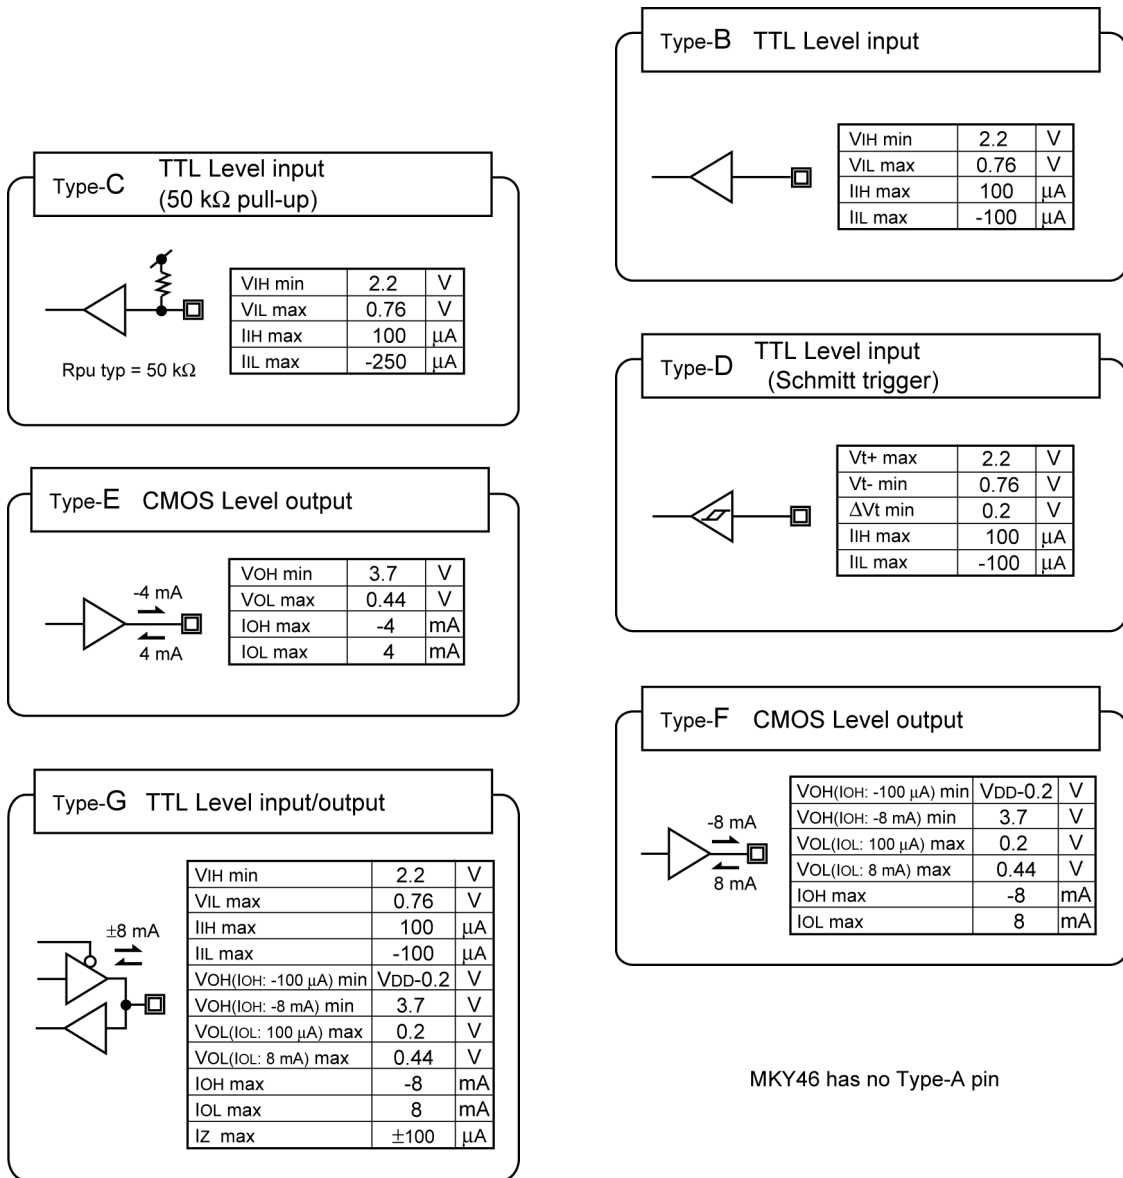 Type-B TTL Level input
VIH min 2.2 V
VIL max 0.76 V
IIH max 100 μA
IIL max -100 μA
Type-C TTL Level input
(50 kΩ pull-up)
Rpu typ = 50 kΩ
VIH min 2.2 V
VIL max 0.76 V
IIH max 100 μA
IIL max -250 μA
Type-D TTL Level input
(Schmitt trigger)
Vt+ max 2.2 V
Vt- min 0.76 V
ΔVt min 0.2 V
IIH max 100 μA
IIL max -100 μA
Type-E CMOS Level output
-4 mA
4 mA
VOH min 3.7 V
VOL max 0.44 V
IOH max -4 mA
IOL max 4 mA
Type-F CMOS Level output
-8 mA
8 mA
VOH(IOH: -100 μA) min VDD-0.2 V
VOH(IOH: -8 mA) min 3.7 V
VOL(IOL: 100 μA) max 0.2 V
VOL(IOL: 8 mA) max 0.44 V
IOH max -8 mA
IOL max 8 mA
Type-G TTL Level input/output
±8 mA
VIH min 2.2 V
VIL max 0.76 V
IIH max 100 μA
IIL max -100 μA
VOH(IOH: -100 μA) min VDD-0.2 V
VOH(IOH: -8 mA) min 3.7 V
VOL(IOL: 100 μA) max 0.2 V
VOL(IOL: 8 mA) max 0.44 V
IOH max -8 mA
IOL max 8 mA
IZ max ±100 μA
MKY46 has no Type-A pin